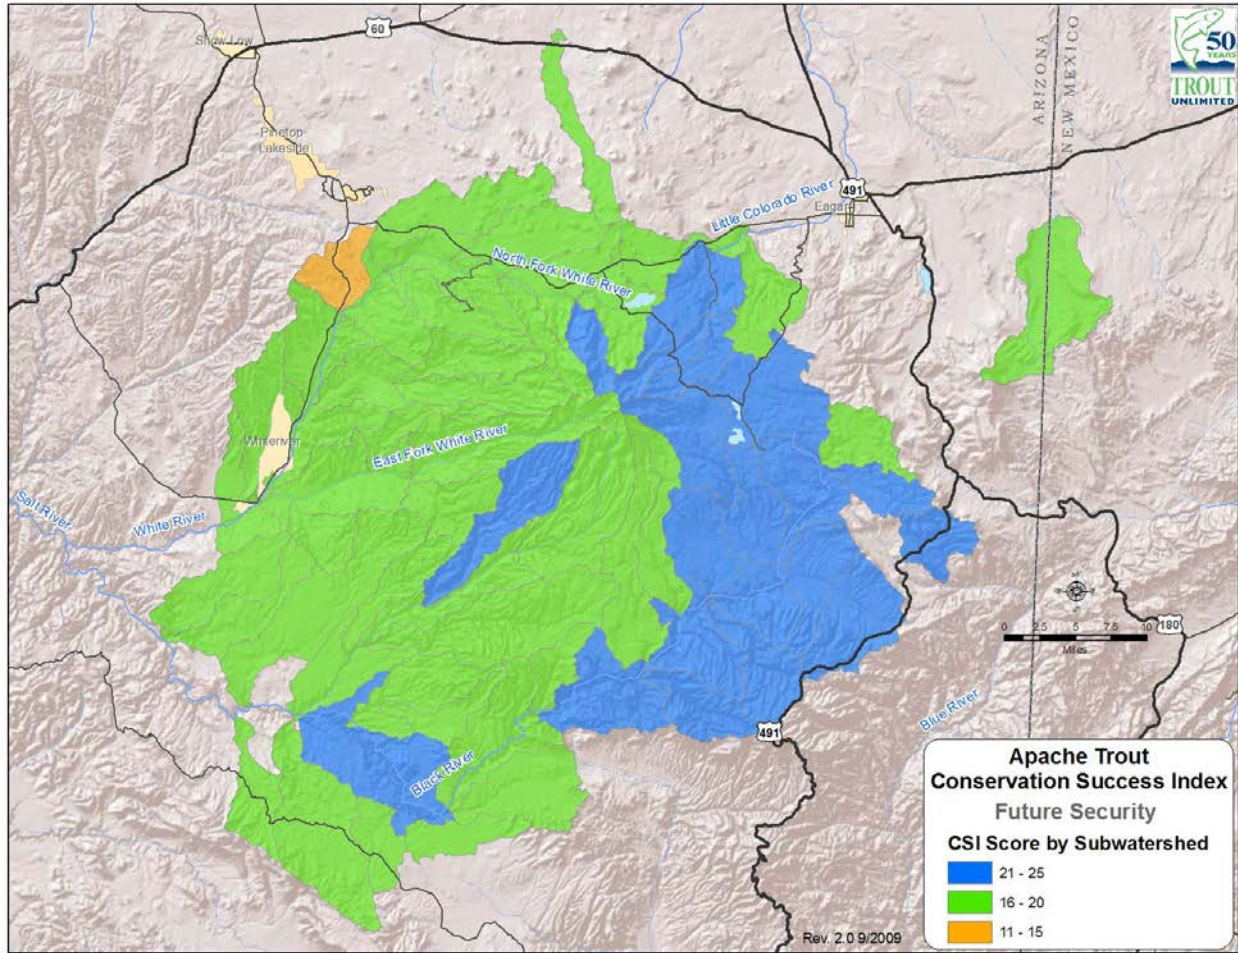 60
Show Low
50
YEARS
TROUT
UNLIMITED
ARIZONA
NEW MEXICO
Pinetop-
Lakeside
491
Eagar
Little Colorado River
North Fork White River
Whiteriver
East Fork White River
Salt River
White River
0 2.5 5 7.5 10
Miles
180
Blue River
491
Black River
Apache Trout
Conservation Success Index
Future Security
CSI Score by Subwatershed
21 - 25
16 - 20
11 - 15
Rev. 2.0 9/2009